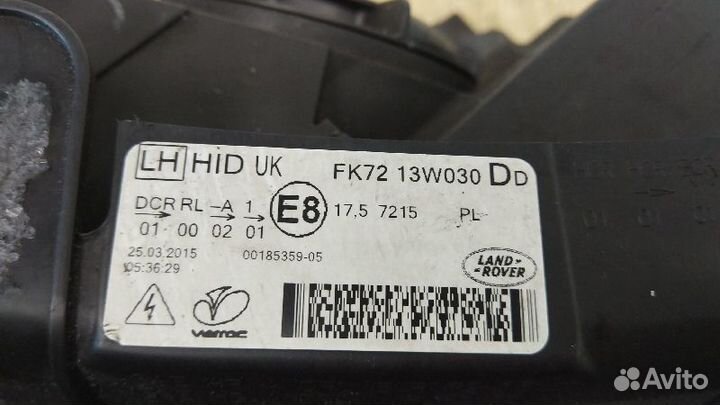 LH HID UK FK72 13W030 D D
DCR RL -A 1 E8 17,5 7215 PL
01 00 02 01
25.03.2015 00185359-05
05:36:29
LAND-
-ROVER
varroc
Avito